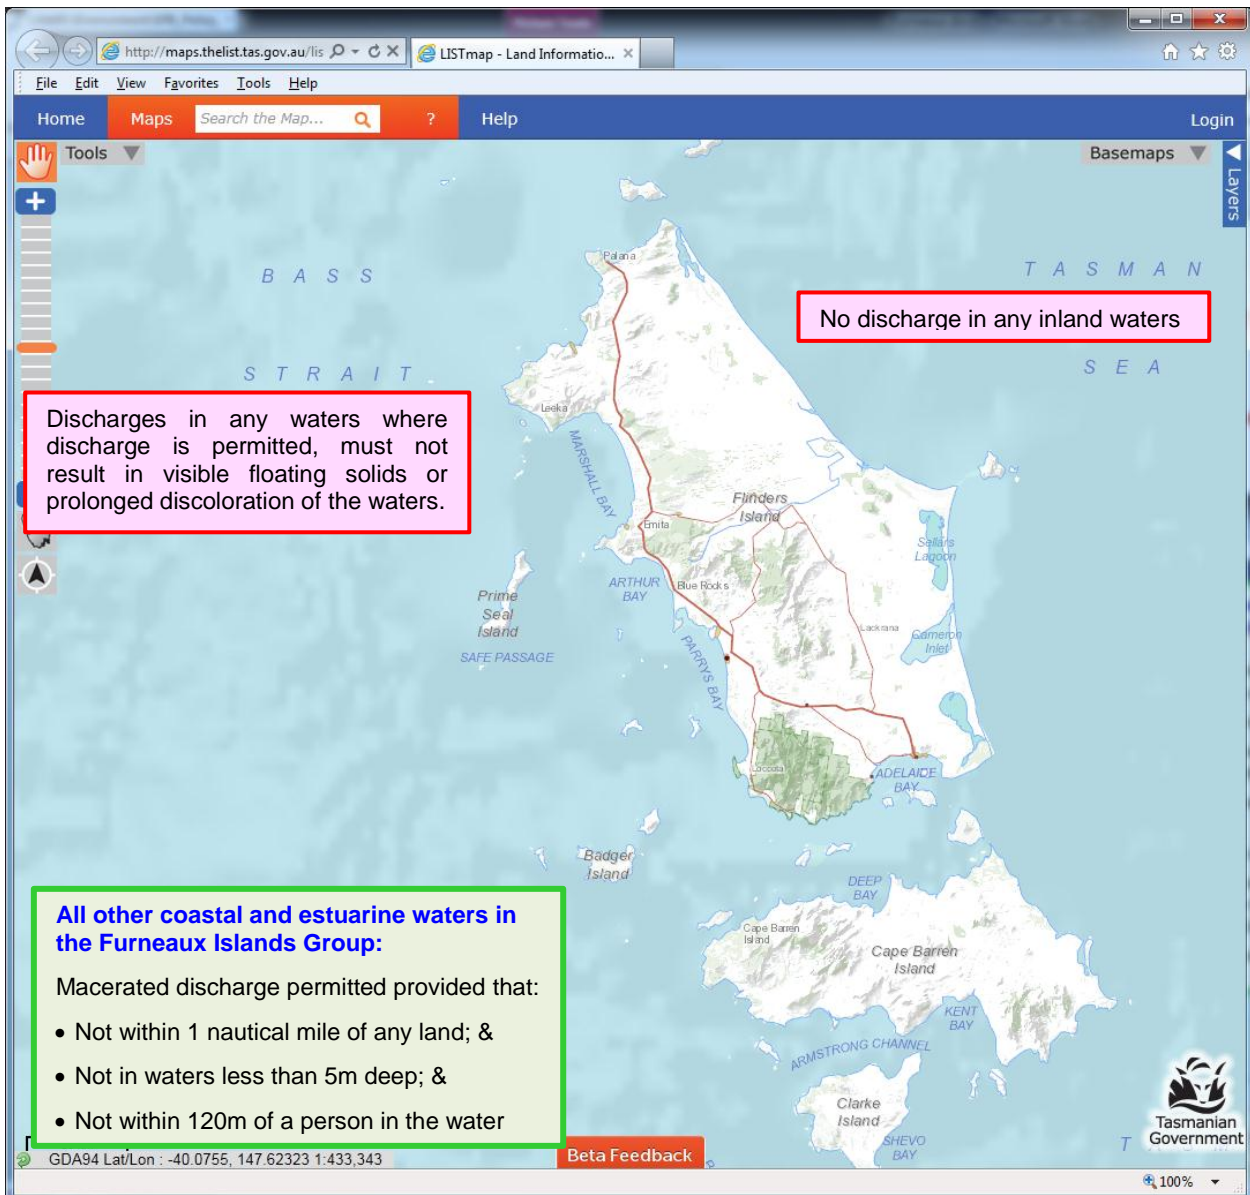 http://maps.thelist.tas.gov.au/lis
LISTmap - Land Informatio...
File Edit View Favorites Tools Help
Home Maps Search the Map... ? Help Login
Tools
Basemaps
Layers
Palana
BASS
TASMAN
No discharge in any inland waters
STRAIT
SEA
Discharges in any waters where
discharge is permitted, must not
result in visible floating solids or
prolonged discoloration of the waters.
Leeka
MARSHALL BAY
Flinders
Island
Emita
Sellars
Lagoon
ARTHUR
BAY
Blue Rocks
Prime
Seal
Island
Lackrana
Cameron
Inlet
SAFE PASSAGE
PARRYS BAY
Loccota
ADELAIDE
BAY
Badger
Island
DEEP
BAY
All other coastal and estuarine waters in
the Furneaux Islands Group:
Macerated discharge permitted provided that:
• Not within 1 nautical mile of any land; &
• Not in waters less than 5m deep; &
• Not within 120m of a person in the water
Cape Barren
Island
Cape Barren
Island
KENT
BAY
ARMSTRONG CHANNEL
Clarke
Island
SHEVO
BAY
T
Tasmanian
Government
GDA94 Lat/Lon : -40.0755, 147.62323 1:433,343
Beta Feedback
100%